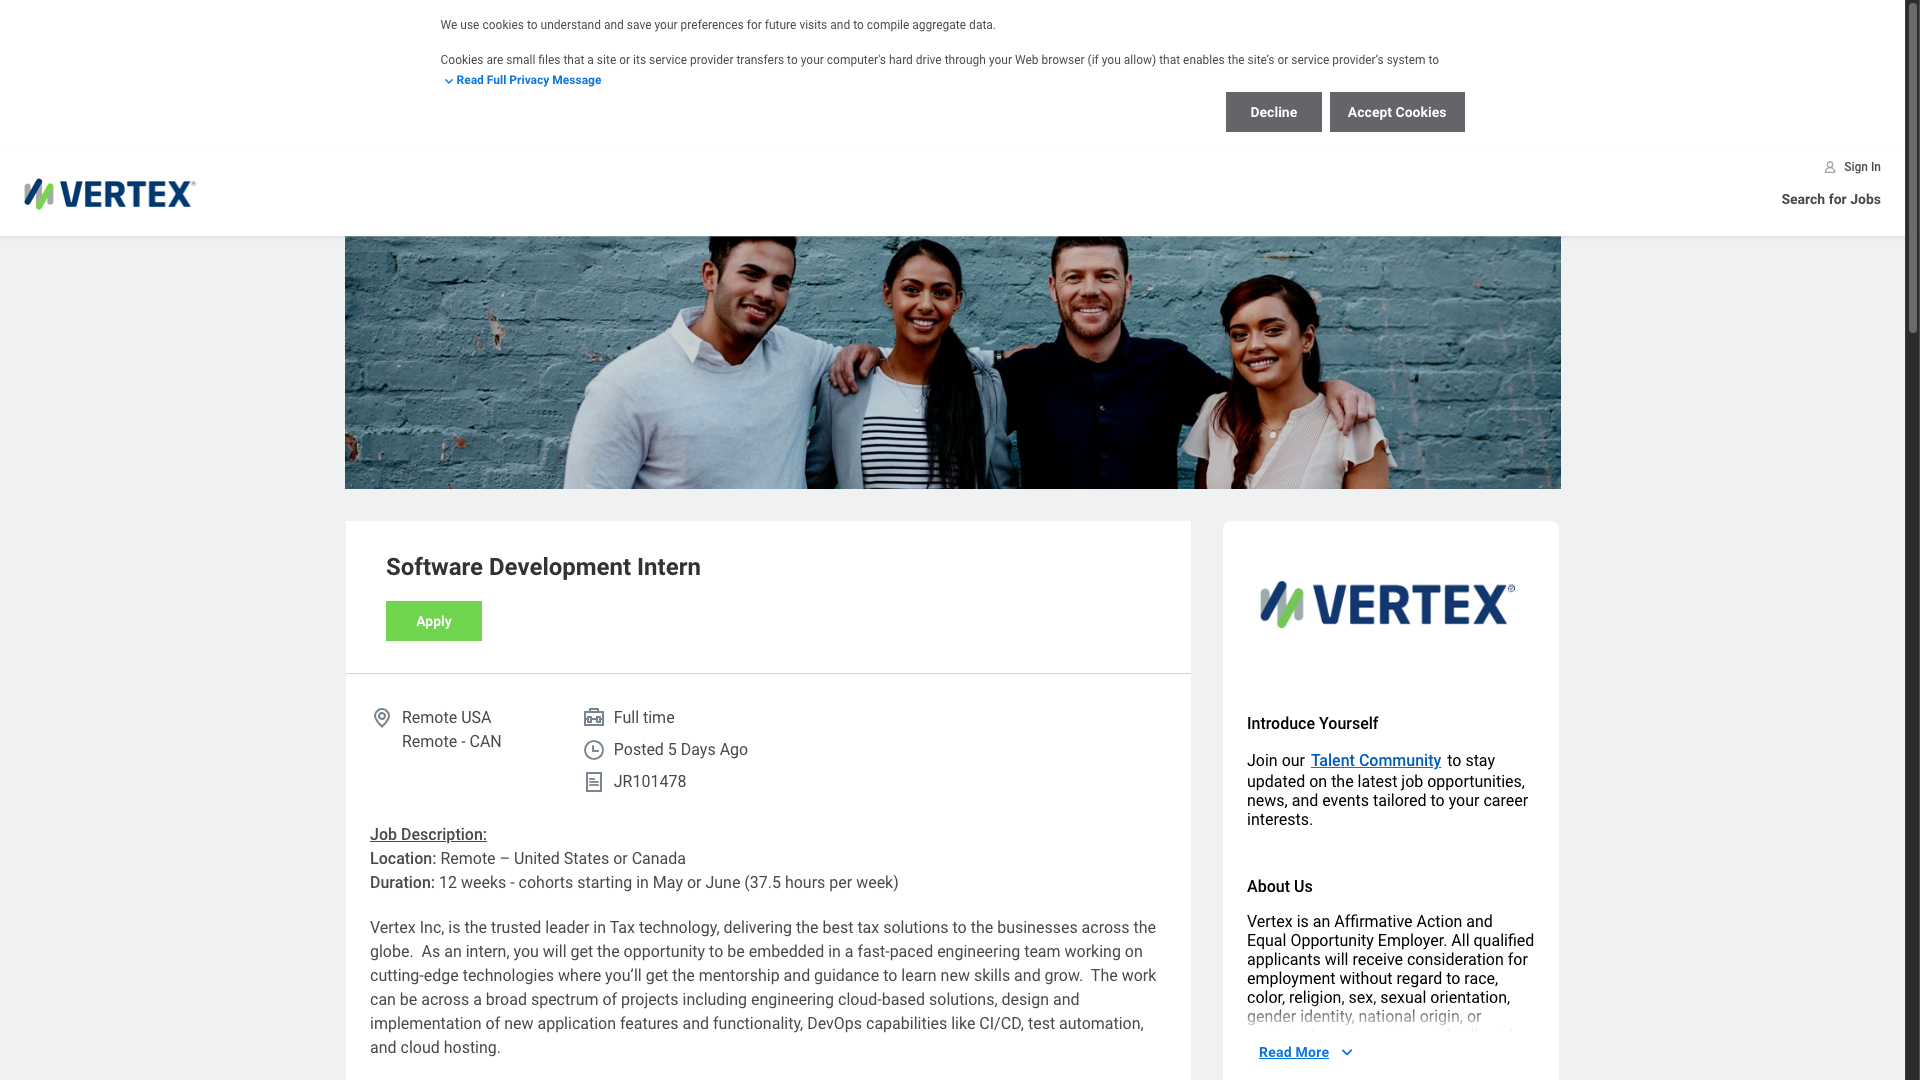 We use cookies to understand and save your preferences for future visits and to compile aggregate data.
Cookies are small files that a site or its service provider transfers to your computer's hard drive through your Web browser (if you allow) that enables the site's or service provider's system to
Read Full Privacy Message
Decline
Accept Cookies
Sign In
VERTEX®
Search for Jobs
Software Development Intern
Apply
Remote USA
Remote - CAN
Full time
Posted 5 Days Ago
JR101478
Job Description:
Location: Remote – United States or Canada
Duration: 12 weeks - cohorts starting in May or June (37.5 hours per week)
Vertex Inc, is the trusted leader in Tax technology, delivering the best tax solutions to the businesses across the
globe.  As an intern, you will get the opportunity to be embedded in a fast-paced engineering team working on
cutting-edge technologies where you’ll get the mentorship and guidance to learn new skills and grow.  The work
can be across a broad spectrum of projects including engineering cloud-based solutions, design and
implementation of new application features and functionality, DevOps capabilities like CI/CD, test automation,
and cloud hosting.
VERTEX®
Introduce Yourself
Join our Talent Community to stay
updated on the latest job opportunities,
news, and events tailored to your career
interests.
About Us
Vertex is an Affirmative Action and
Equal Opportunity Employer. All qualified
applicants will receive consideration for
employment without regard to race,
color, religion, sex, sexual orientation,
gender identity, national origin, or
Read More